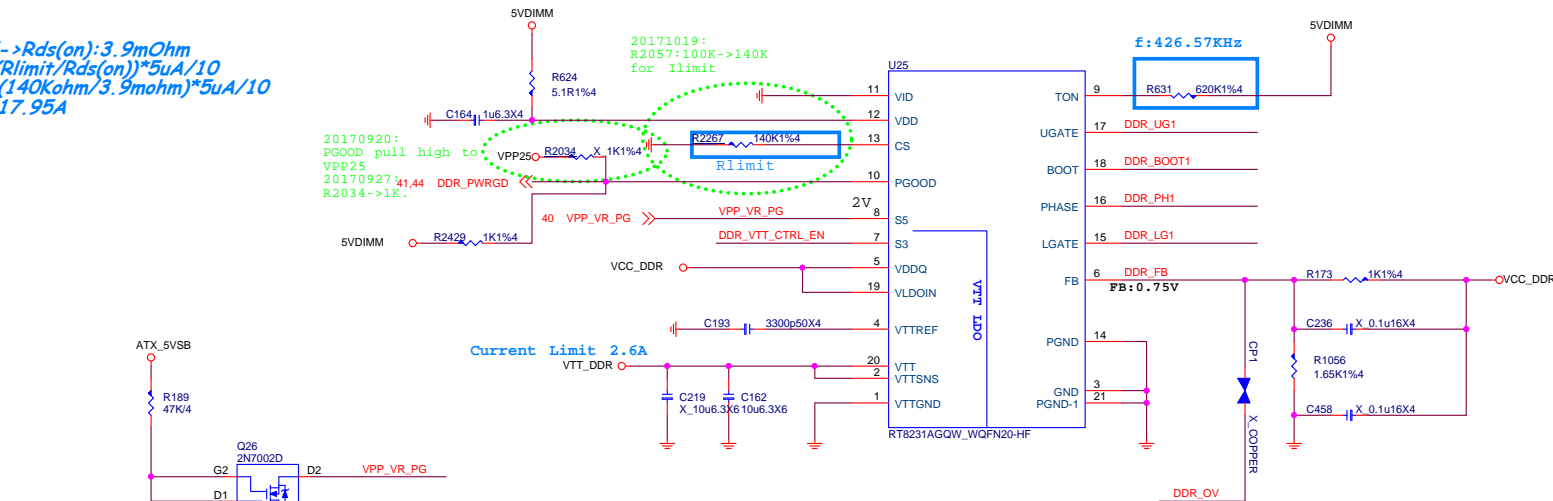 ->Rds(on):3.9mOhm
Rlimit/Rds(on))*5uA/10
(140Kohm/3.9mohm)*5uA/10
17.95A
5VDIMM
R624
5.1R1%4
C164
1u6.3X4
20171019:
R2057:100K->140K
for Ilimit
20170920:
PGOOD pull high to
VPP25
20170927:
R2034->1K.
VPP25
R2034
X_1K1%4
R2267
140K1%4
Rlimit
41,44
DDR_PWRGD
40
VPP_VR_PG
VPP_VR_PG
2V
5VDIMM
R2429
1K1%4
DDR_VTT_CTRL_EN
VCC_DDR
C193
3300p50X4
Current Limit 2.6A
VTT_DDR
C219
X_10u6.3X6
C162
10u6.3X6
U25
11
VID
12
VDD
13
CS
10
PGOOD
8
S5
7
S3
5
VDDQ
19
VLDOIN
4
VTTREF
20
VTT
2
VTTSNS
1
VTTGND
VTT LDO
TON
9
UGATE
17
DDR_UG1
BOOT
18
DDR_BOOT1
PHASE
16
DDR_PH1
LGATE
15
DDR_LG1
FB
6
DDR_FB
FB:0.75V
PGND
14
GND
3
PGND-1
21
RT8231AGQW_WQFN20-HF
f:426.57KHz
R631
620K1%4
5VDIMM
R173
1K1%4
VCC_DDR
C236
X_0.1u16X4
R1056
1.65K1%4
C458
X_0.1u16X4
CP1
X_COPPER
DDR_OV
ATX_5VSB
R189
47K/4
Q26
2N7002D
G2
D2
VPP_VR_PG
D1